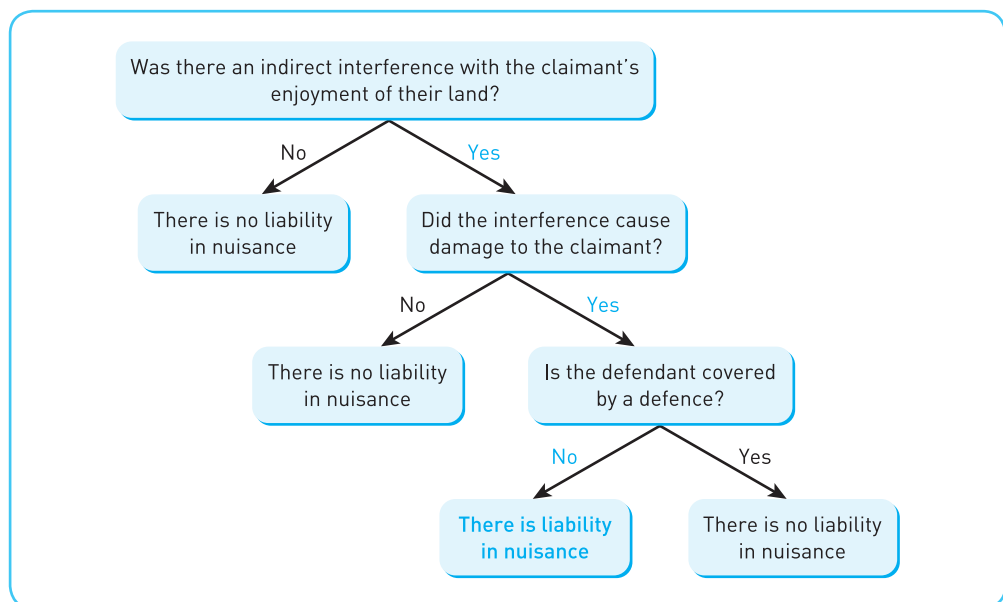 Was there an indirect interference with the claimant’s
enjoyment of their land?
No
Yes
There is no liability
in nuisance
Did the interference cause
damage to the claimant?
No
Yes
There is no liability
in nuisance
Is the defendant covered
by a defence?
No
Yes
There is liability
in nuisance
There is no liability
in nuisance